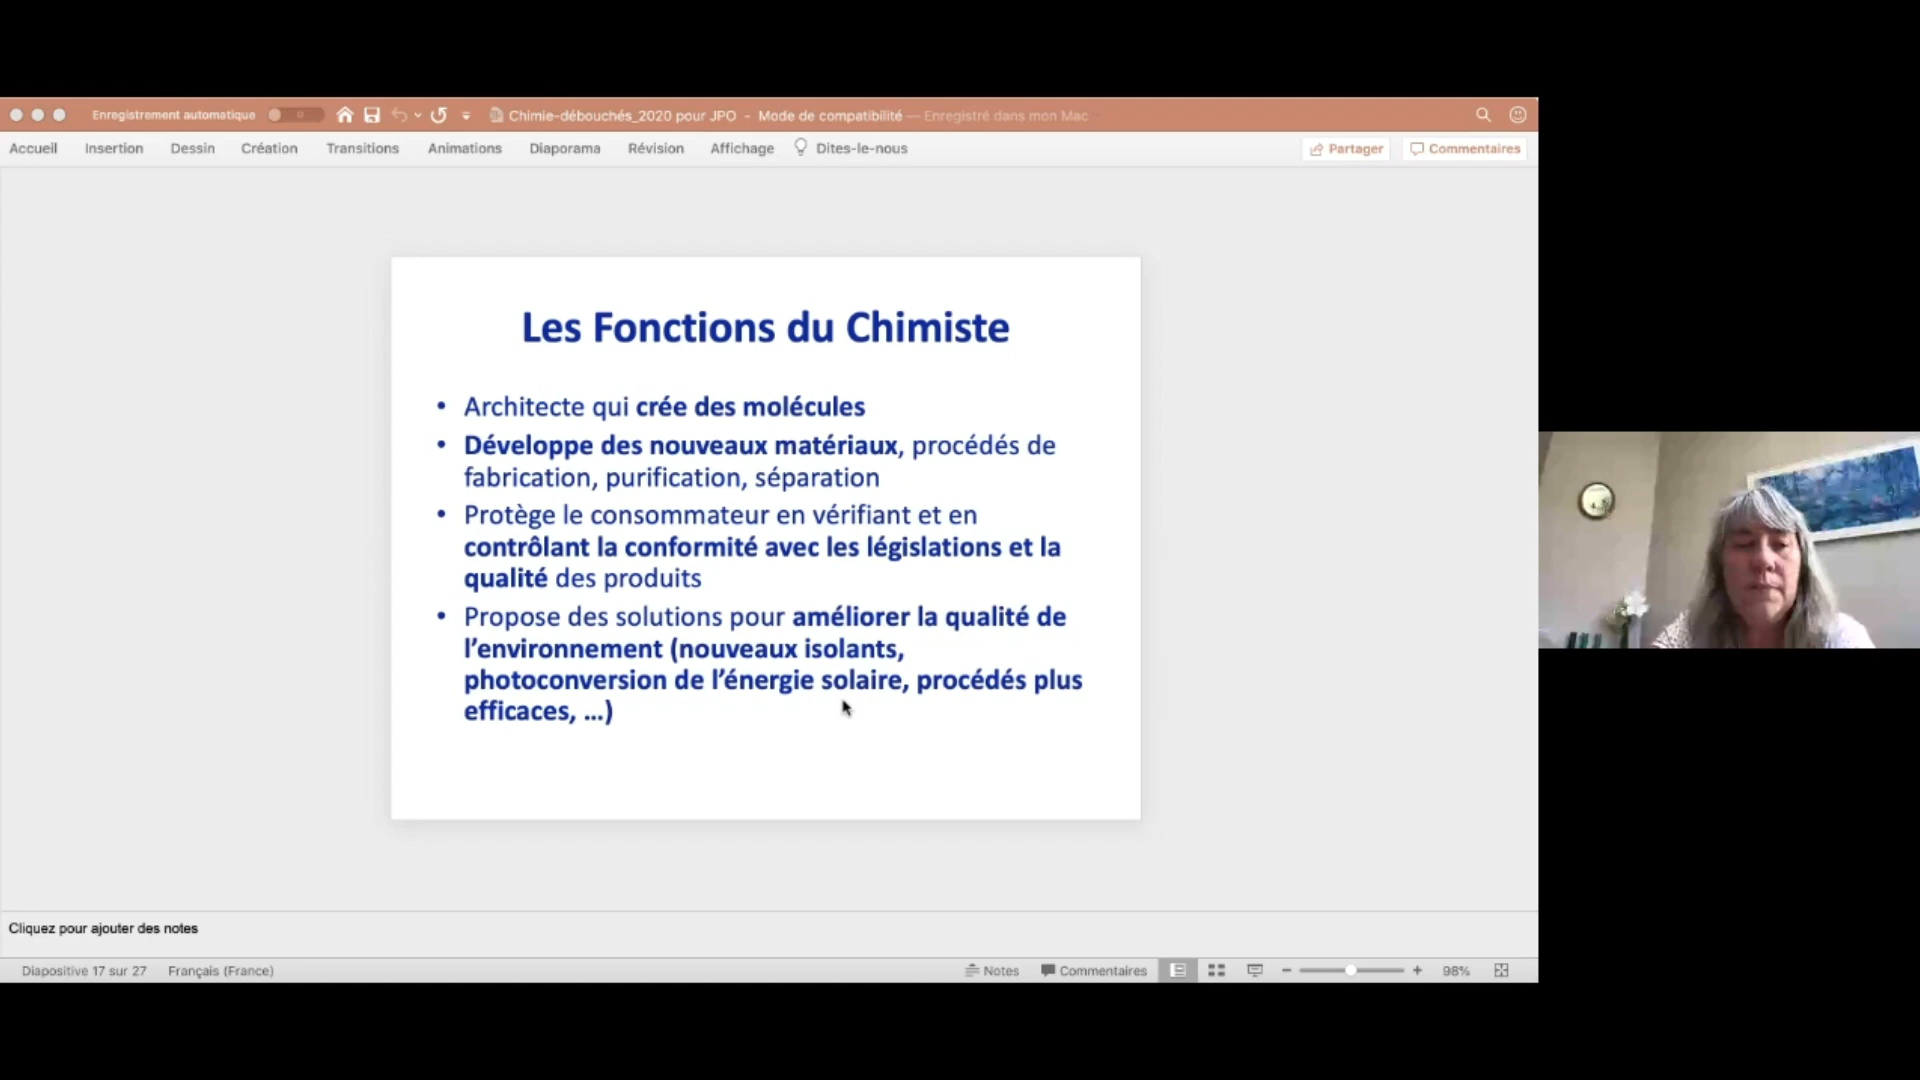 Enregistrement automatique Chimie-débouchés_2020 pour JPO - Mode de compatibilité — Enregistré dans mon Mac
Accueil Insertion Dessin Création Transitions Animations Diaporama Révision Affichage Dites-le-nous Partager Commentaires
Les Fonctions du Chimiste
• Architecte qui crée des molécules
• Développe des nouveaux matériaux, procédés de
fabrication, purification, séparation
• Protège le consommateur en vérifiant et en
contrôlant la conformité avec les législations et la
qualité des produits
• Propose des solutions pour améliorer la qualité de
l’environnement (nouveaux isolants,
photoconversion de l’énergie solaire, procédés plus
efficaces, ...)
Cliquez pour ajouter des notes
Diapositive 17 sur 27 Français (France) Notes Commentaires 98%